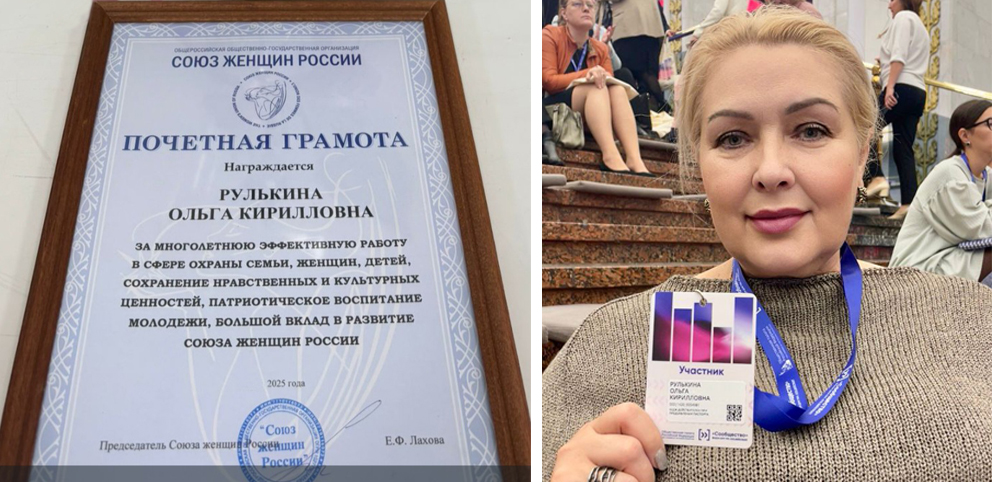 ОБЩЕРОССИЙСКАЯ ОБЩЕСТВЕННО-ГОСУДАРСТВЕННАЯ ОРГАНИЗАЦИЯ
СОЮЗ ЖЕНЩИН РОССИИ
ПОЧЕТНАЯ ГРАМОТА
Награждается
РУЛЬКИНА
ОЛЬГА КИРИЛЛОВНА
ЗА МНОГОЛЕТНЮЮ ЭФФЕКТИВНУЮ РАБОТУ
В СФЕРЕ ОХРАНЫ СЕМЬИ, ЖЕНЩИН, ДЕТЕЙ,
СОХРАНЕНИЕ НРАВСТВЕННЫХ И КУЛЬТУРНЫХ
ЦЕННОСТЕЙ, ПАТРИОТИЧЕСКОЕ ВОСПИТАНИЕ
МОЛОДЕЖИ, БОЛЬШОЙ ВКЛАД В РАЗВИТИЕ
СОЮЗА ЖЕНЩИН РОССИИ
2025 года
Председатель Союза женщин России
Е.Ф. Лахова
"Союз
женщин
России"
Участник
РУЛЬКИНА
ОЛЬГА
КИРИЛЛОВНА
«Сообщество»